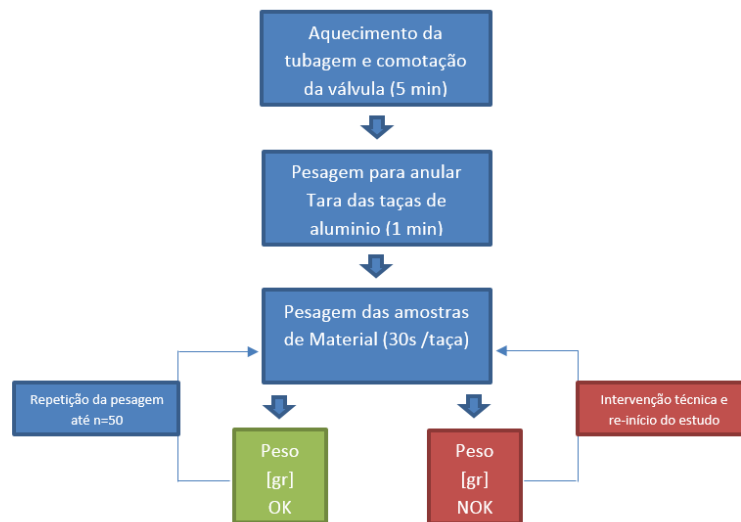 Aquecimento da
tubagem e comotação
da válvula (5 min)
Pesagem para anular
Tara das taças de
aluminio (1 min)
Pesagem das amostras
de Material (30s /taça)
Repetição da pesagem
até n=50
Intervenção técnica e
re-início do estudo
Peso
[gr]
OK
Peso
[gr]
NOK